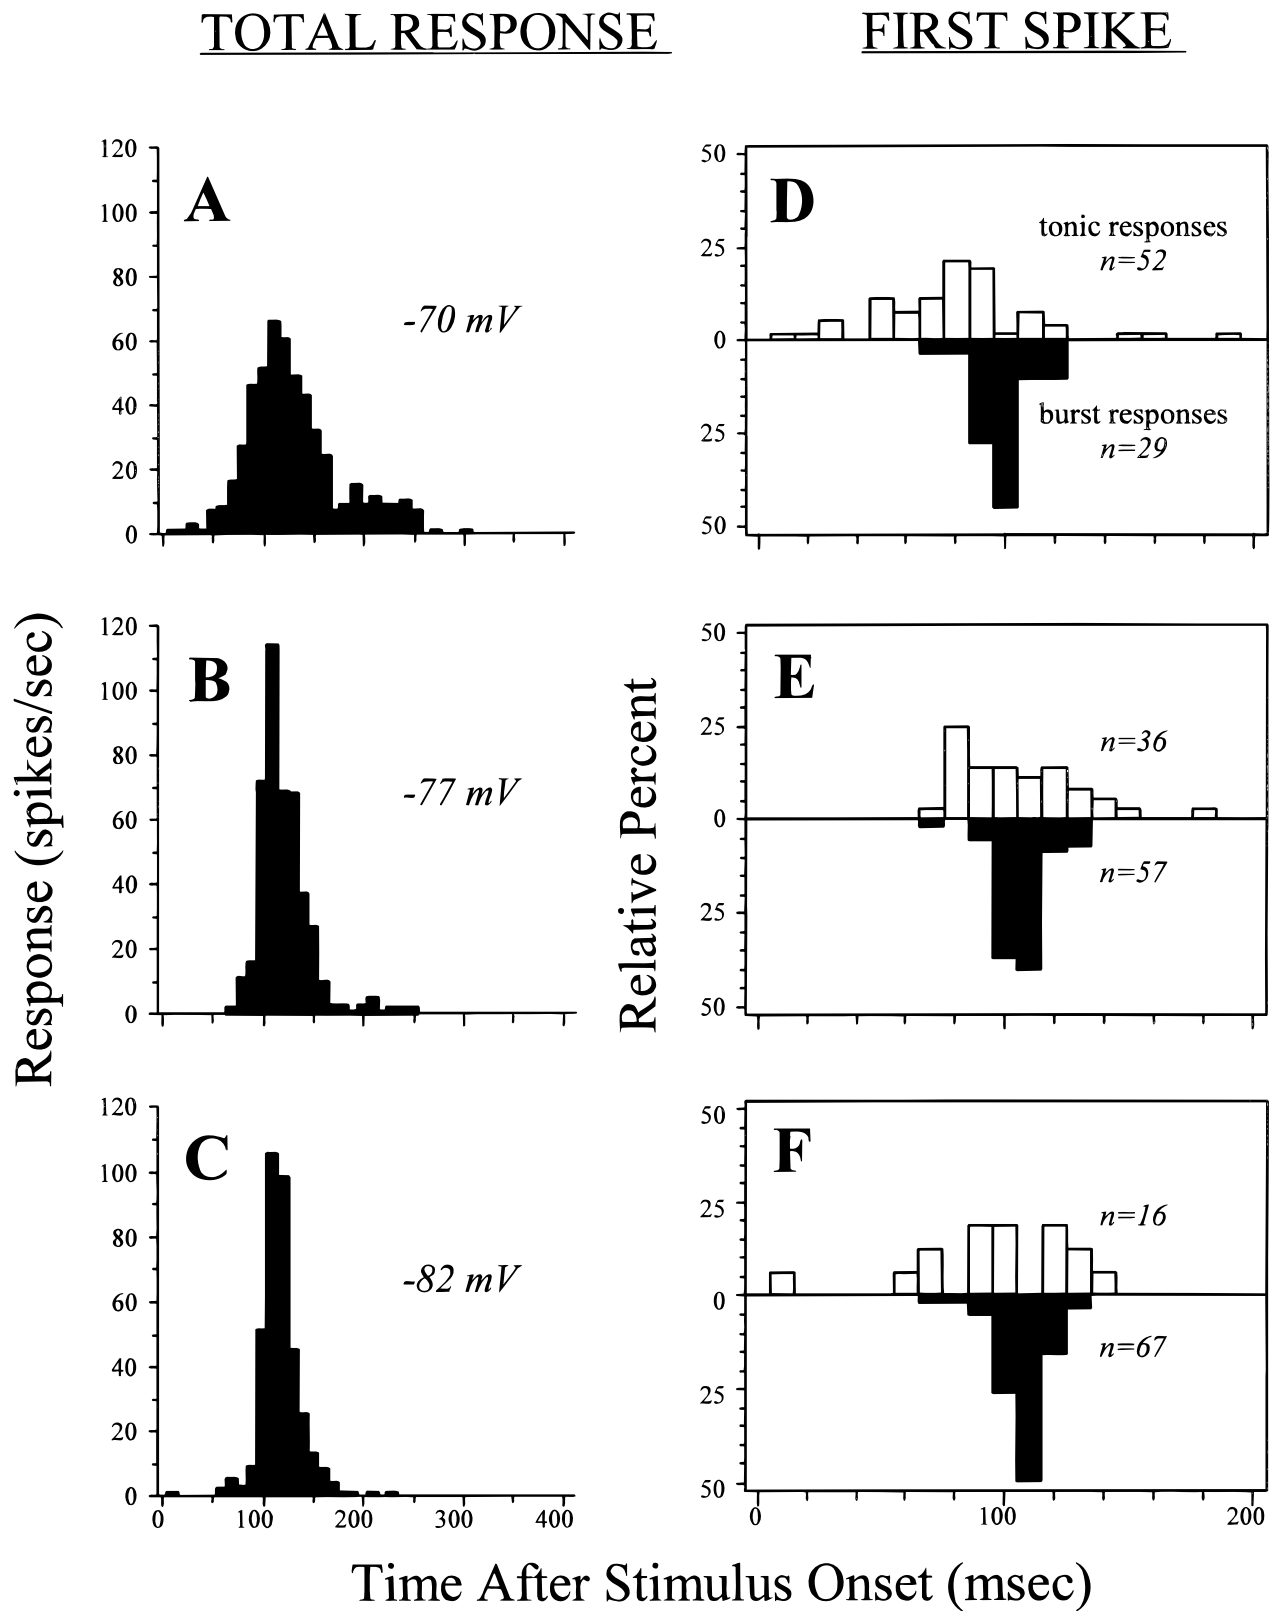 TOTAL RESPONSE
FIRST SPIKE
A
-70 mV
120
100
80
60
40
20
0
D
tonic responses
n=52
burst responses
n=29
50
25
0
25
50
B
-77 mV
120
100
80
60
40
20
0
E
n=36
n=57
50
25
0
25
50
C
-82 mV
120
100
80
60
40
20
0
0 100 200 300 400
F
n=16
n=67
50
25
0
25
50
0 100 200
Response (spikes/sec)
Relative Percent
Time After Stimulus Onset (msec)